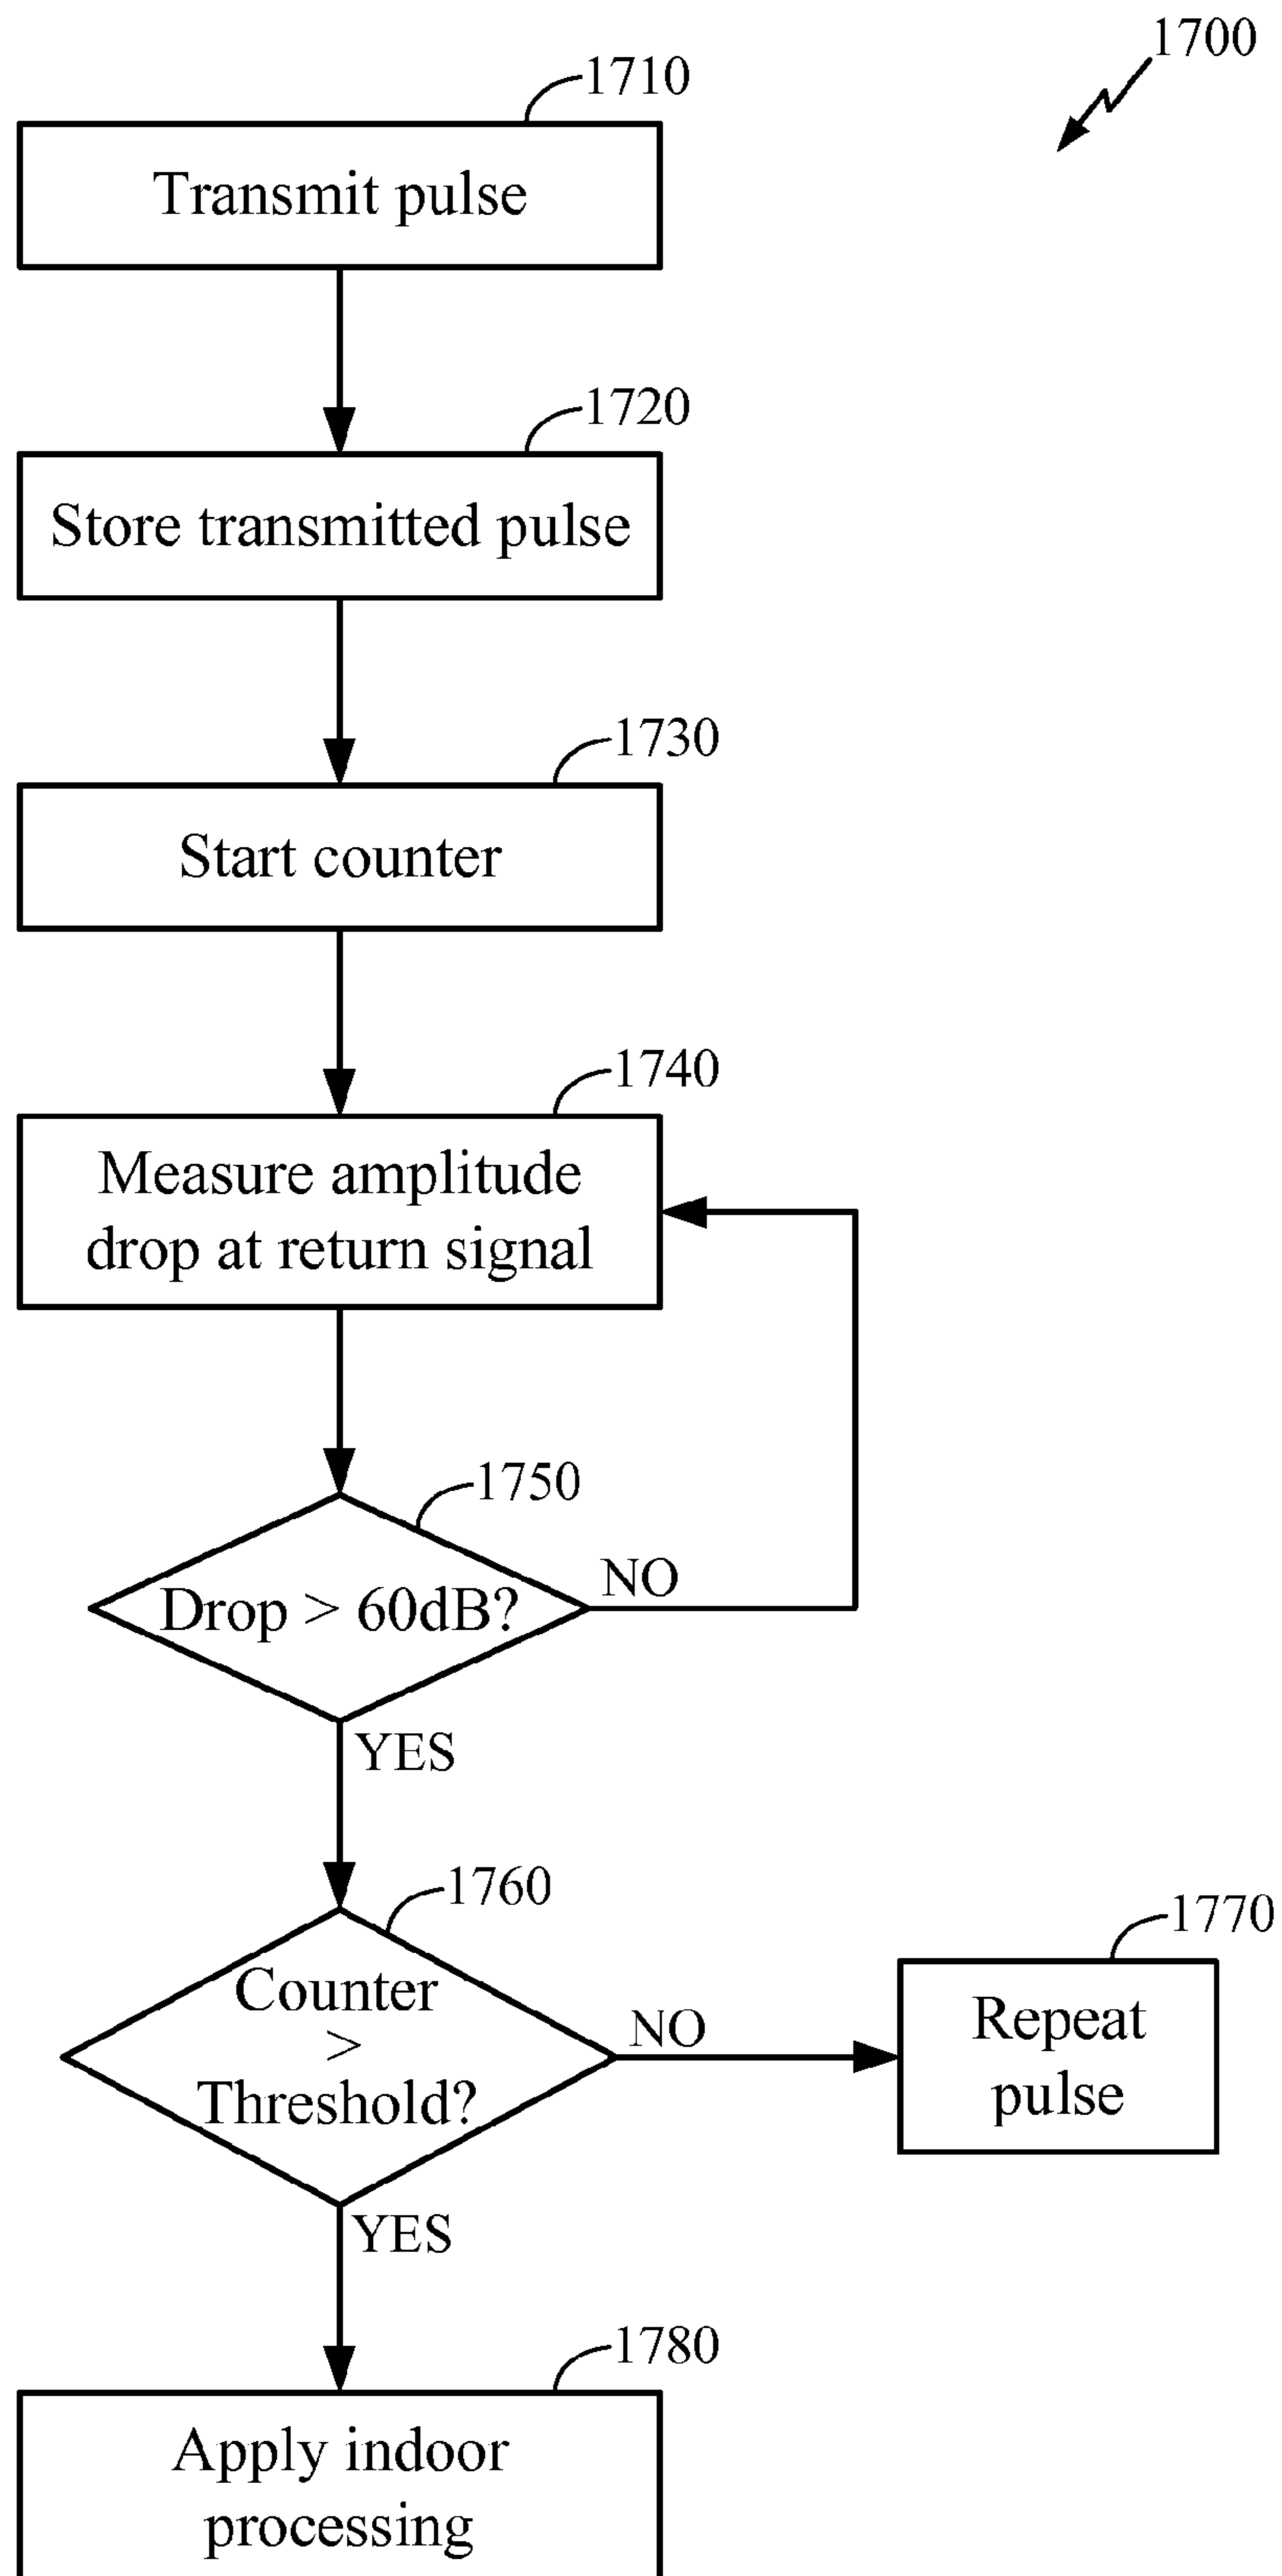 1700
1710
Transmit pulse
1720
Store transmitted pulse
1730
Start counter
1740
Measure amplitude
drop at return signal
1750
Drop > 60dB?
NO
YES
1760
Counter
>
Threshold?
NO
1770
Repeat
pulse
YES
1780
Apply indoor
processing